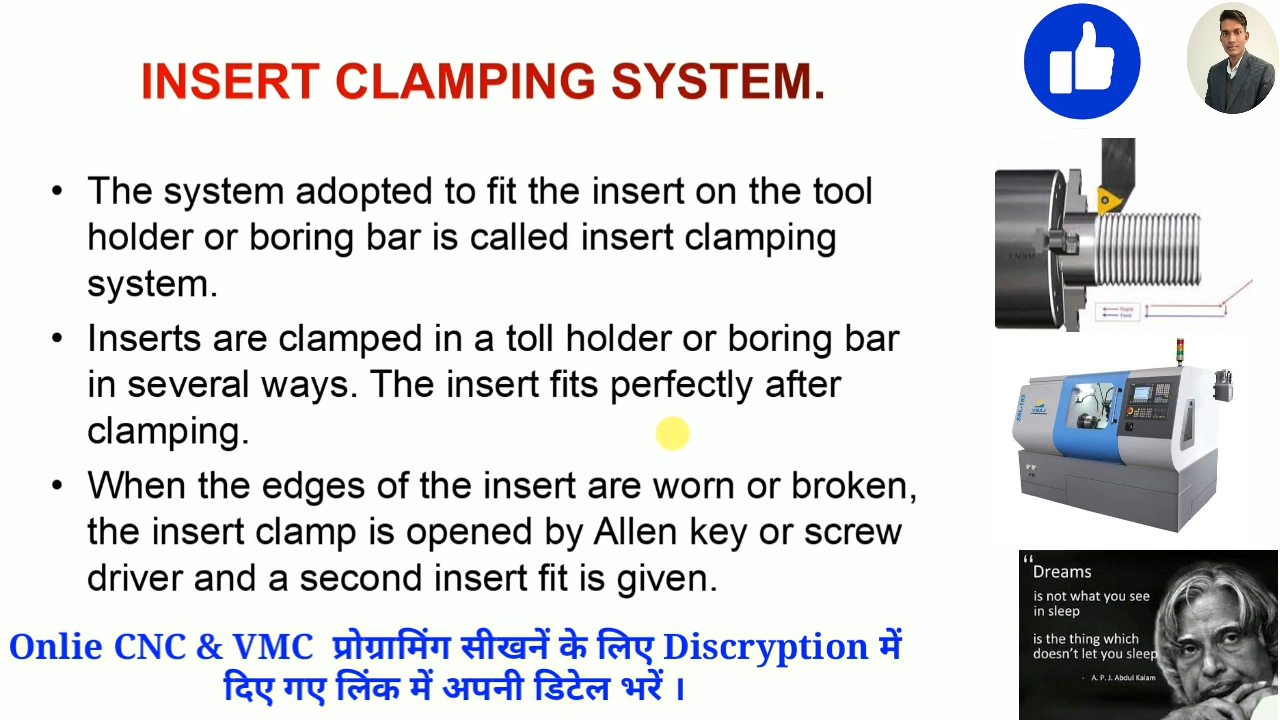 INSERT CLAMPING SYSTEM.
• The system adopted to fit the insert on the tool
holder or boring bar is called insert clamping
system.
• Inserts are clamped in a toll holder or boring bar
in several ways. The insert fits perfectly after
clamping.
• When the edges of the insert are worn or broken,
the insert clamp is opened by Allen key or screw
driver and a second insert fit is given.
Onlie CNC & VMC प्रोग्रामिंग सीखनें के लिए Discryption में
दिए गए लिंक में अपनी डिटेल भरें ।
Rapid
Feed
“Dreams
is not what you see
in sleep
is the thing which
doesn't let you sleep
- A. P. J. Abdul Kalam